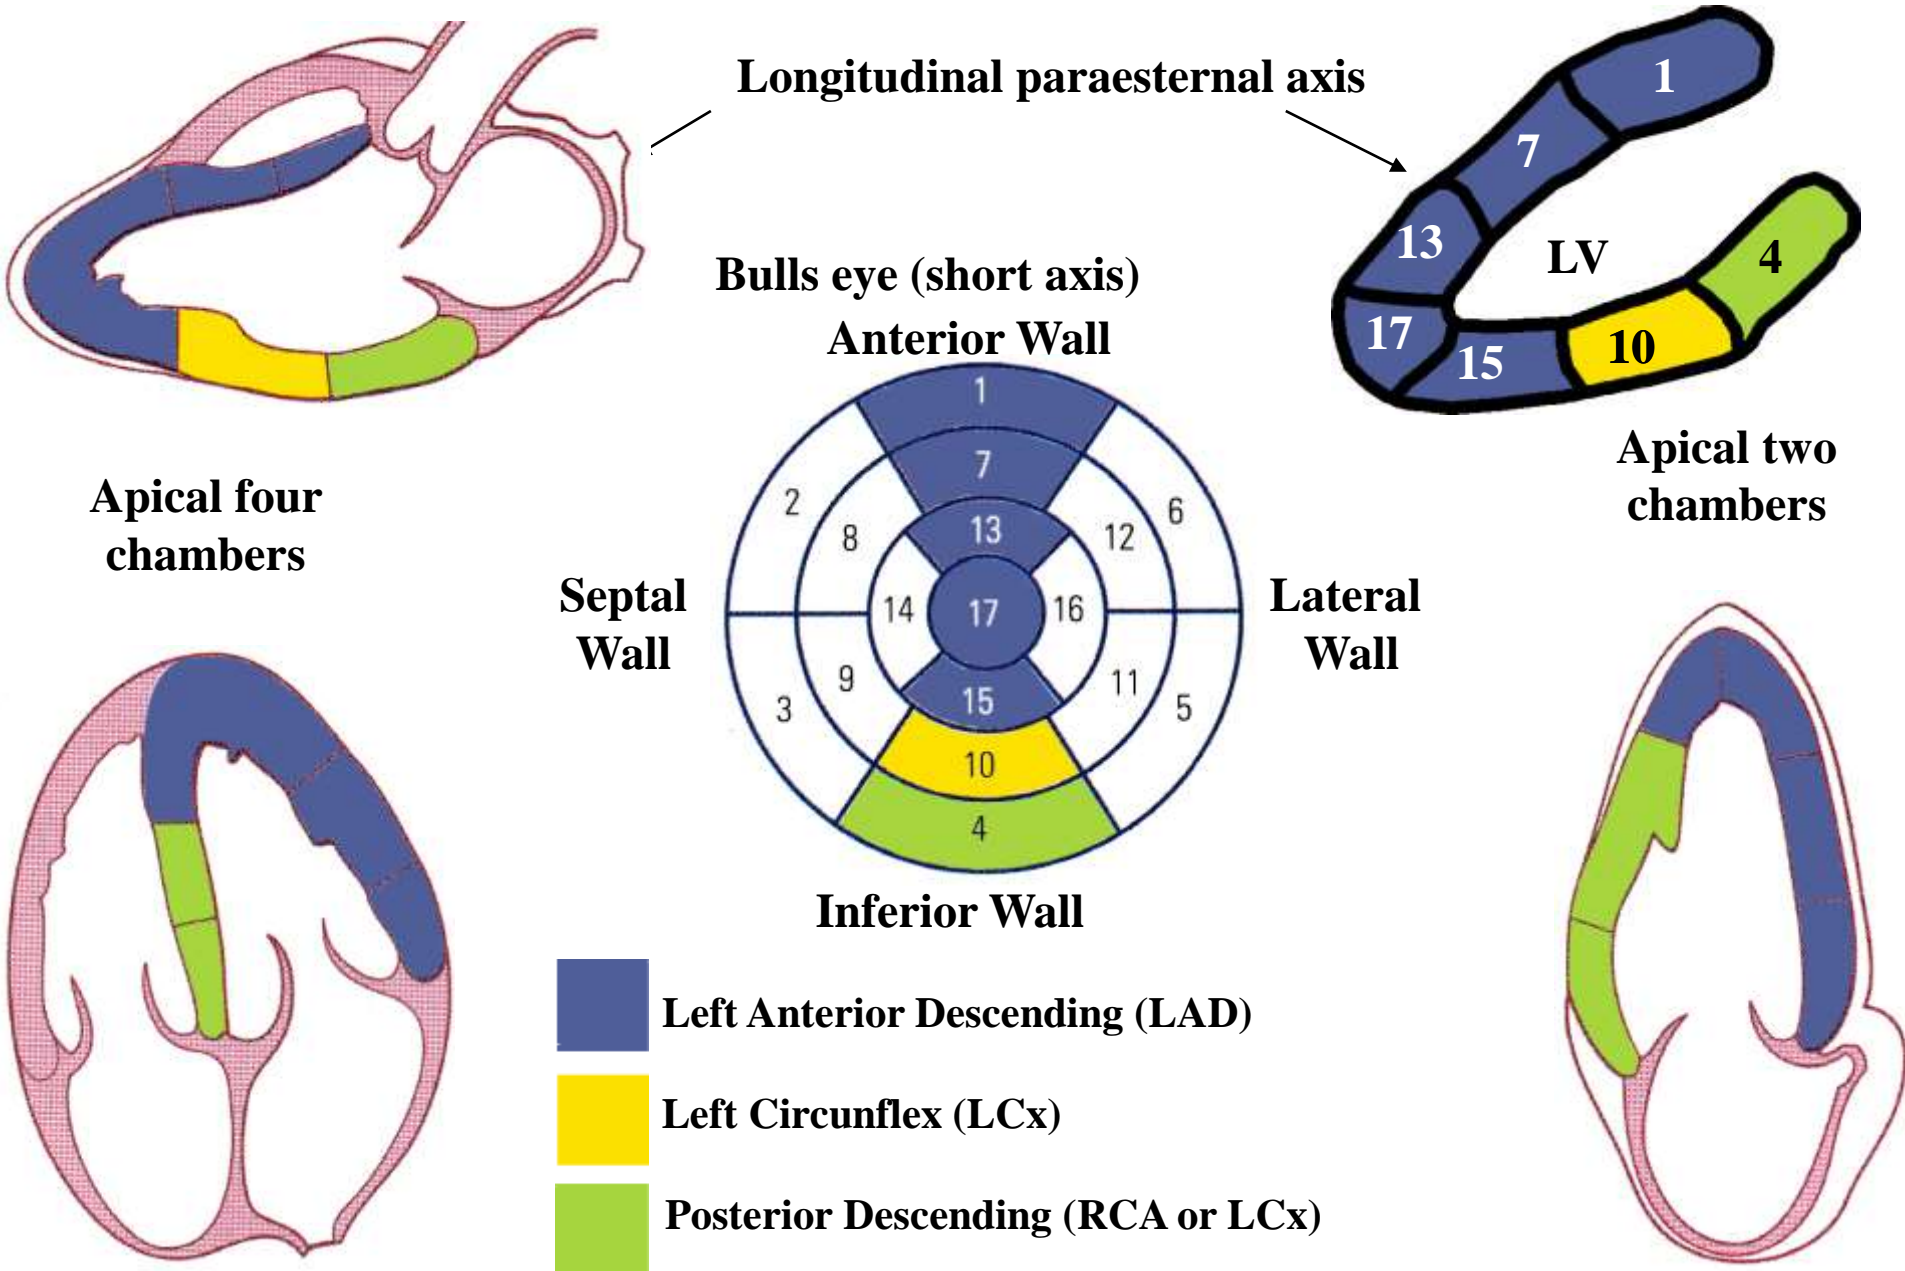 Longitudinal paraesternal axis
1
7
13
LV
4
17
15
10
Bulls eye (short axis)
Anterior Wall
Apical two
chambers
Apical four
chambers
1
7
2
6
8
13
12
Septal
Wall
14
17
16
Lateral
Wall
9
15
11
3
5
10
4
Inferior Wall
Left Anterior Descending (LAD)
Left Circunflex (LCx)
Posterior Descending (RCA or LCx)